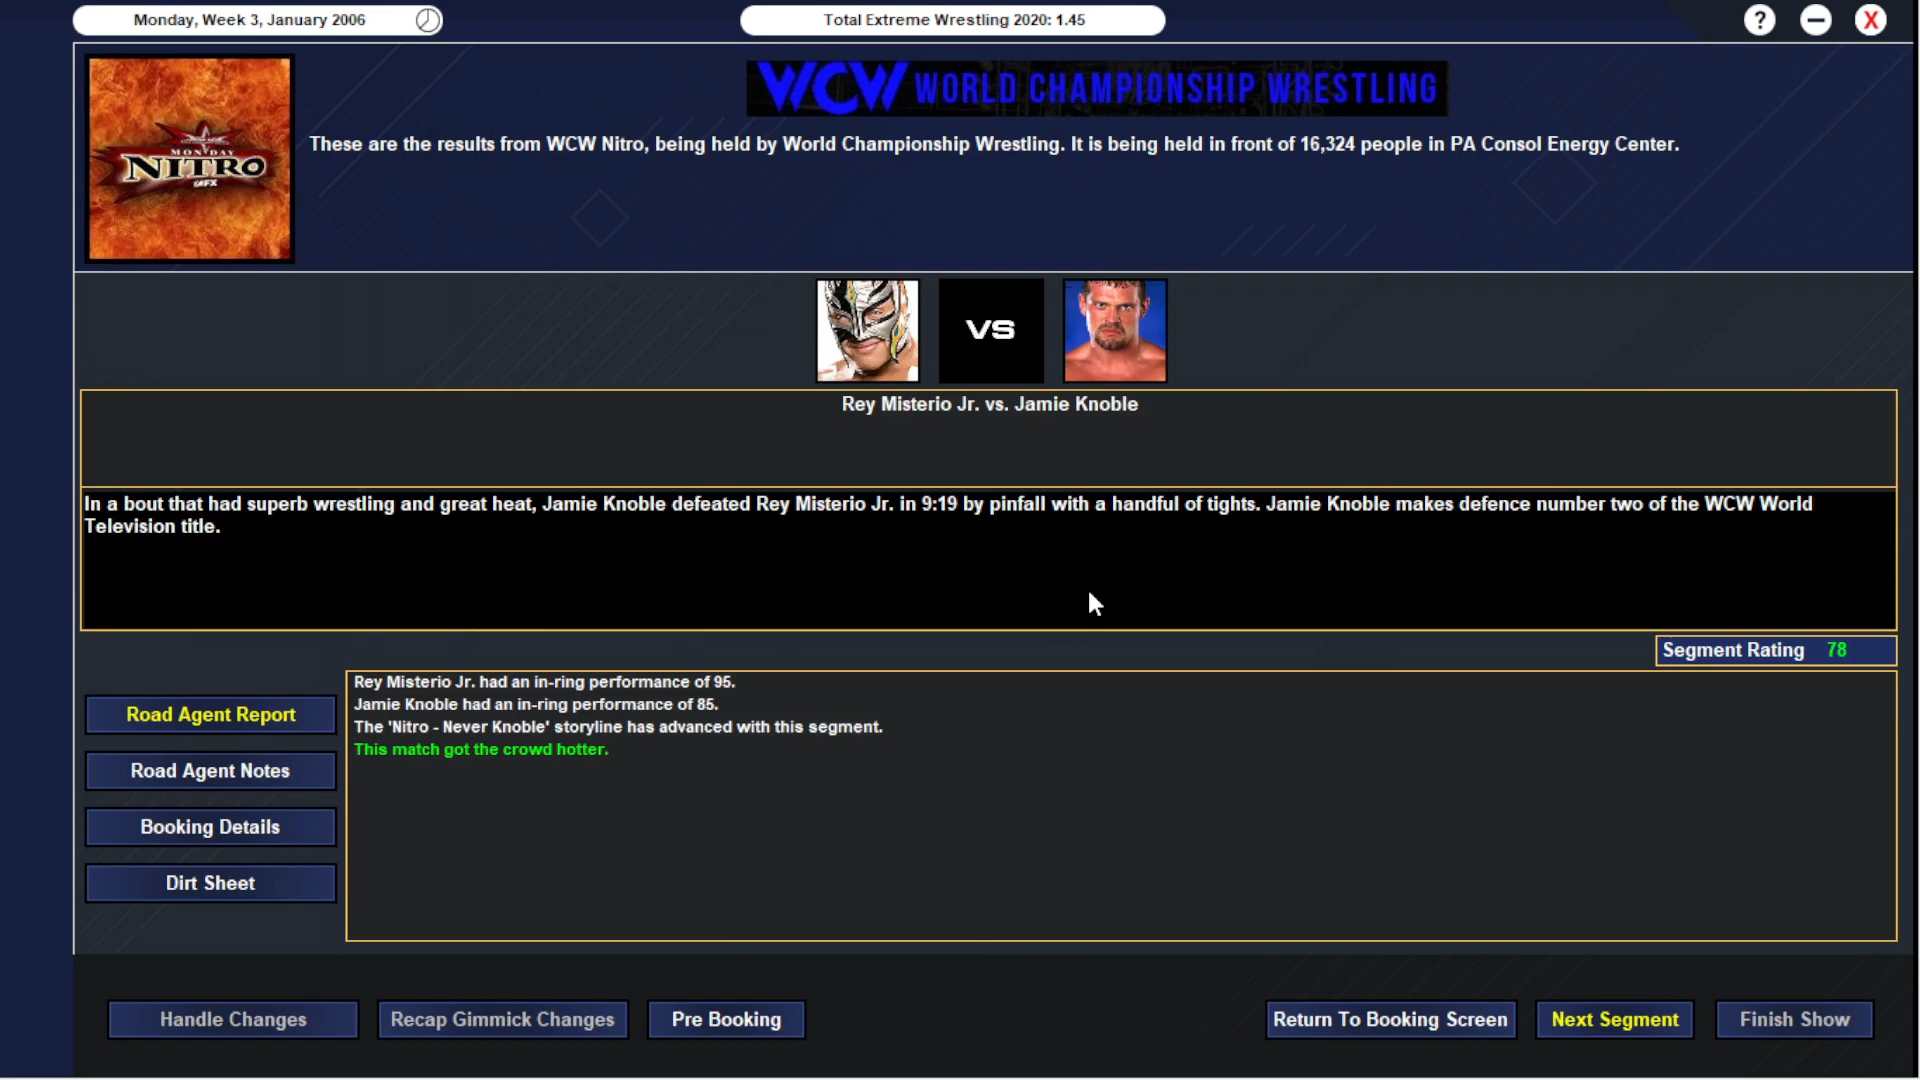 Monday, Week 3, January 2006
Total Extreme Wrestling 2020: 1.45
?
X
WCW WORLD CHAMPIONSHIP WRESTLING
MONDAY
NITRO
These are the results from WCW Nitro, being held by World Championship Wrestling. It is being held in front of 16,324 people in PA Consol Energy Center.
VS
Rey Misterio Jr. vs. Jamie Knoble
In a bout that had superb wrestling and great heat, Jamie Knoble defeated Rey Misterio Jr. in 9:19 by pinfall with a handful of tights. Jamie Knoble makes defence number two of the WCW World
Television title.
Segment Rating 78
Road Agent Report
Road Agent Notes
Booking Details
Dirt Sheet
Rey Misterio Jr. had an in-ring performance of 95.
Jamie Knoble had an in-ring performance of 85.
The 'Nitro - Never Knoble' storyline has advanced with this segment.
This match got the crowd hotter.
Handle Changes
Recap Gimmick Changes
Pre Booking
Return To Booking Screen
Next Segment
Finish Show